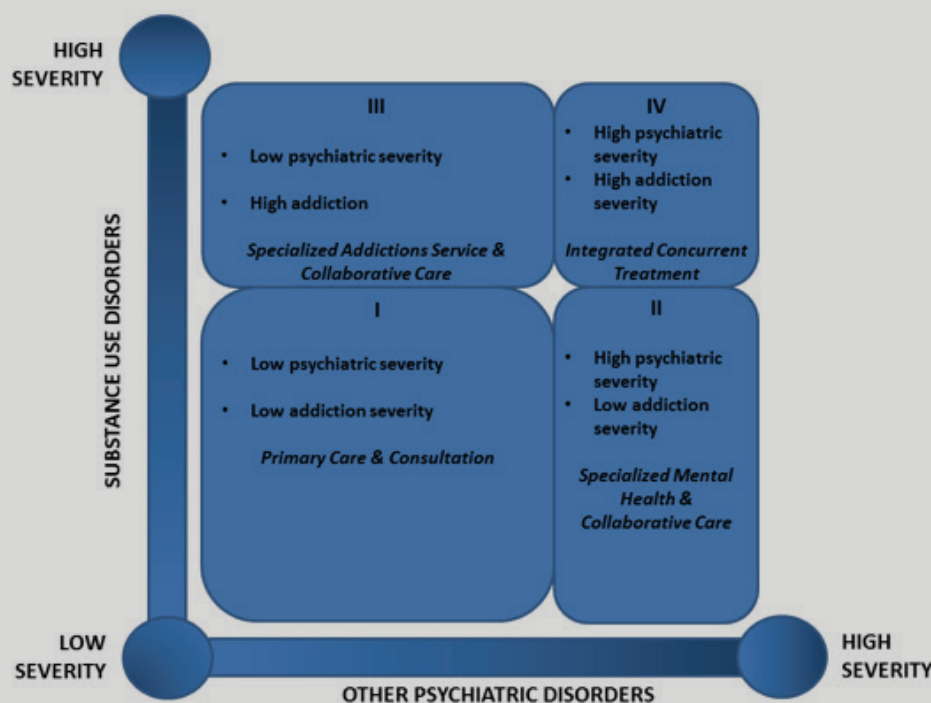 HIGH
SEVERITY
SUBSTANCE USE DISORDERS
III
• Low psychiatric severity
• High addiction
Specialized Addictions Service &
Collaborative Care
IV
• High psychiatric
severity
• High addiction
severity
Integrated Concurrent
Treatment
I
• Low psychiatric severity
• Low addiction severity
Primary Care & Consultation
II
• High psychiatric
severity
• Low addiction
severity
Specialized Mental
Health &
Collaborative Care
LOW
SEVERITY
OTHER PSYCHIATRIC DISORDERS
HIGH
SEVERITY